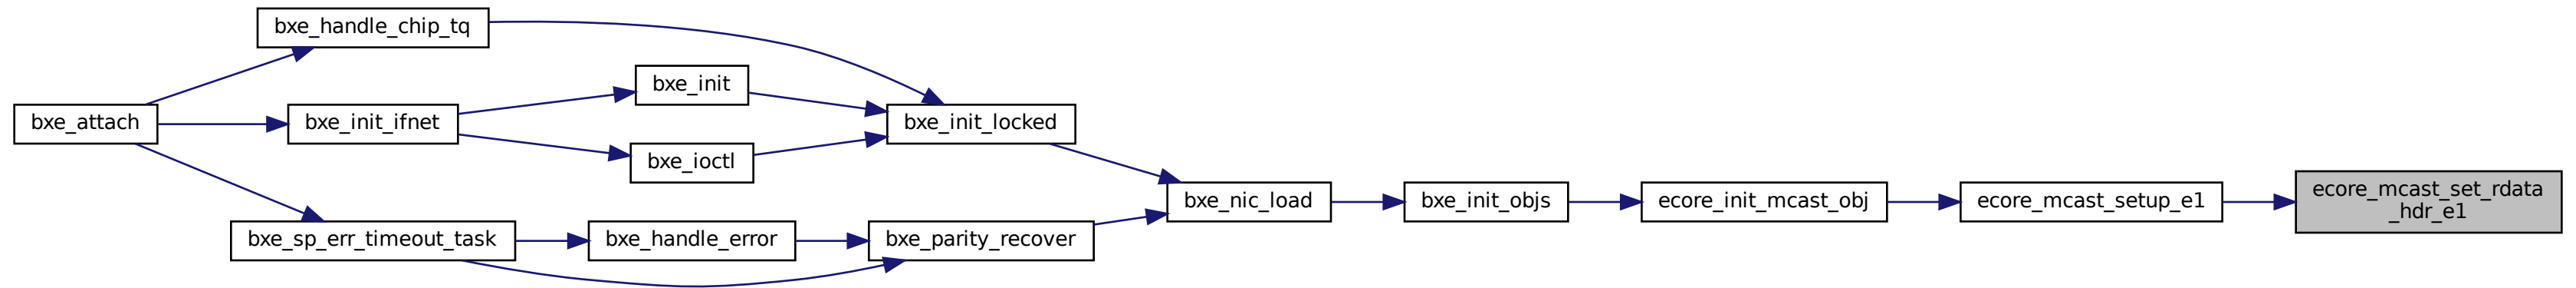 bxe_handle_chip_tq
bxe_init
bxe_attach
bxe_init_ifnet
bxe_init_locked
bxe_ioctl
bxe_nic_load
bxe_init_objs
ecore_init_mcast_obj
ecore_mcast_setup_e1
ecore_mcast_set_rdata
_hdr_e1
bxe_sp_err_timeout_task
bxe_handle_error
bxe_parity_recover